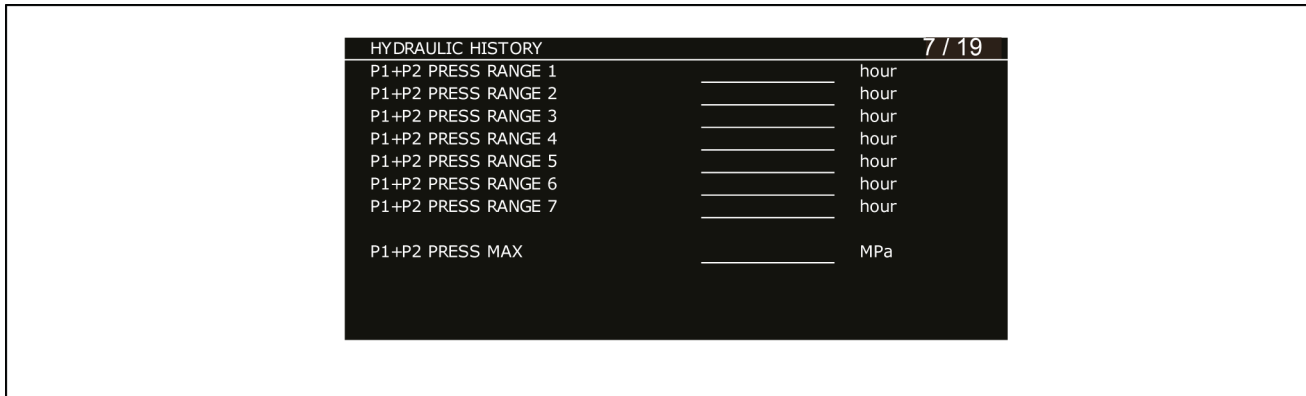 HYDRAULIC HISTORY 7 / 19
P1+P2 PRESS RANGE 1 hour
P1+P2 PRESS RANGE 2 hour
P1+P2 PRESS RANGE 3 hour
P1+P2 PRESS RANGE 4 hour
P1+P2 PRESS RANGE 5 hour
P1+P2 PRESS RANGE 6 hour
P1+P2 PRESS RANGE 7 hour
P1+P2 PRESS MAX MPa